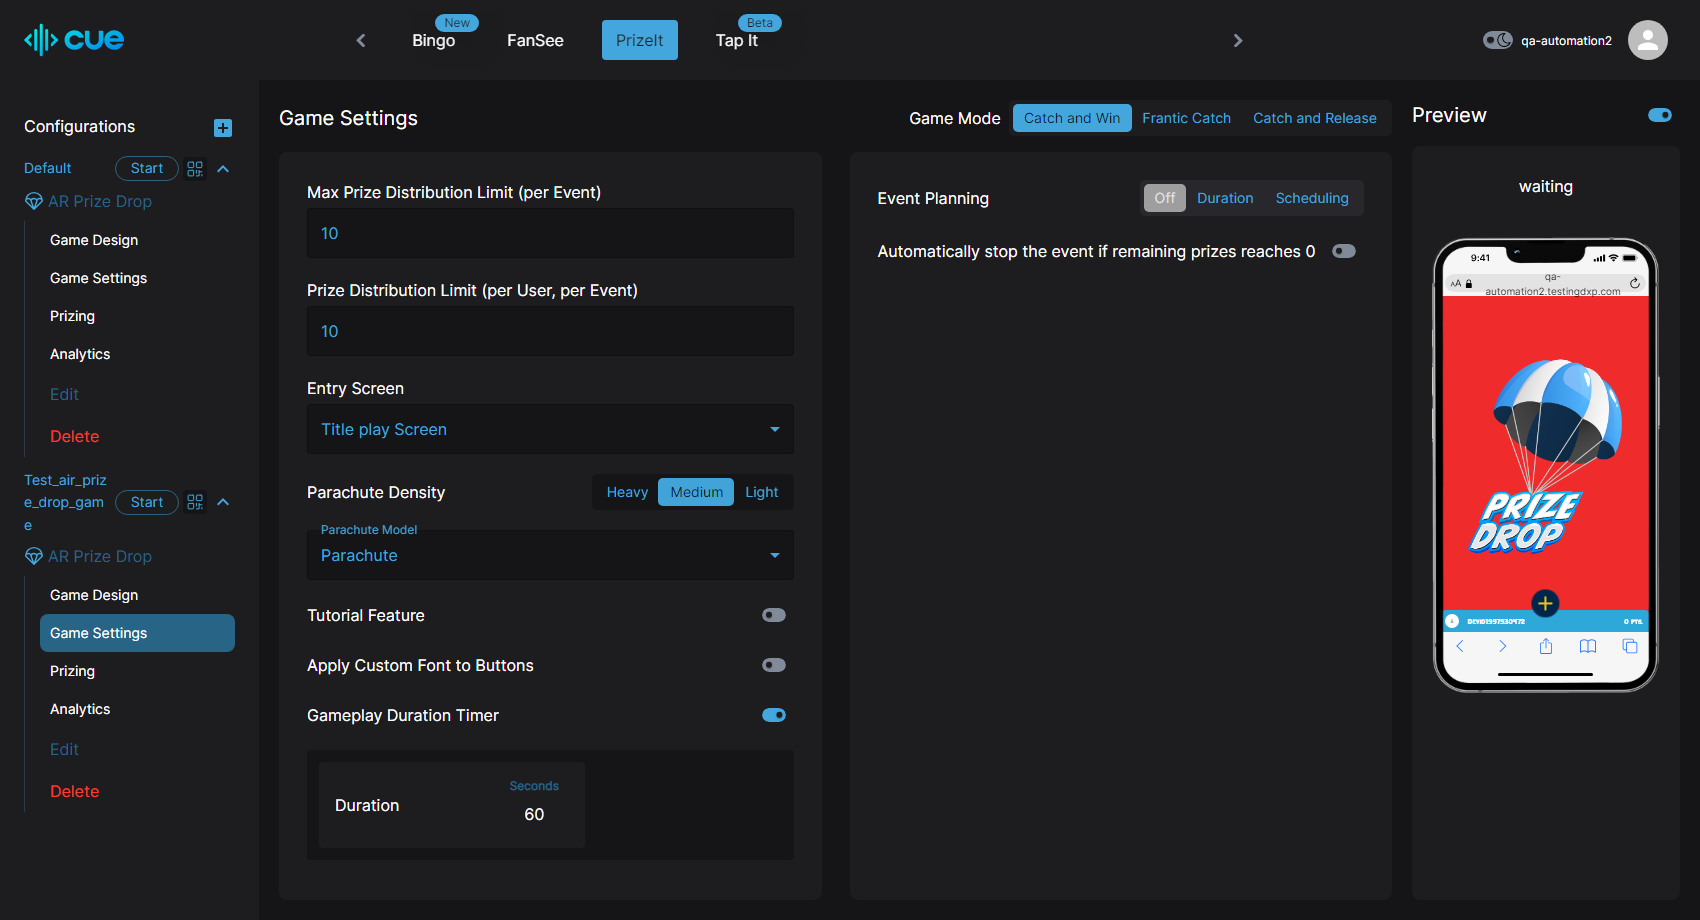 cue
Bingo
New
FanSee
PrizeIt
Tap It
Beta
qa-automation2
Configurations
Default
Start
AR Prize Drop
Game Design
Game Settings
Prizing
Analytics
Edit
Delete
Test_air_priz
e_drop_gam
e
Start
AR Prize Drop
Game Design
Game Settings
Prizing
Analytics
Edit
Delete
Game Settings
Game Mode
Catch and Win
Frantic Catch
Catch and Release
Max Prize Distribution Limit (per Event)
10
Prize Distribution Limit (per User, per Event)
10
Entry Screen
Title play Screen
Parachute Density
Heavy
Medium
Light
Parachute Model
Parachute
Tutorial Feature
Apply Custom Font to Buttons
Gameplay Duration Timer
Duration
Seconds
60
Event Planning
Off
Duration
Scheduling
Automatically stop the event if remaining prizes reaches 0
Preview
waiting
9:41
AA
qa-
automation2.testingdxp.com
PRIZE
DROP
0 PTS.